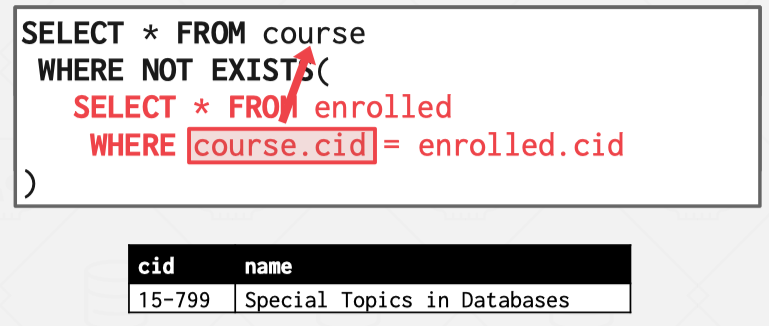 SELECT * FROM course
WHERE NOT EXISTS(
SELECT * FROM enrolled
WHERE course.cid = enrolled.cid
)
cid name
15-799 Special Topics in Databases